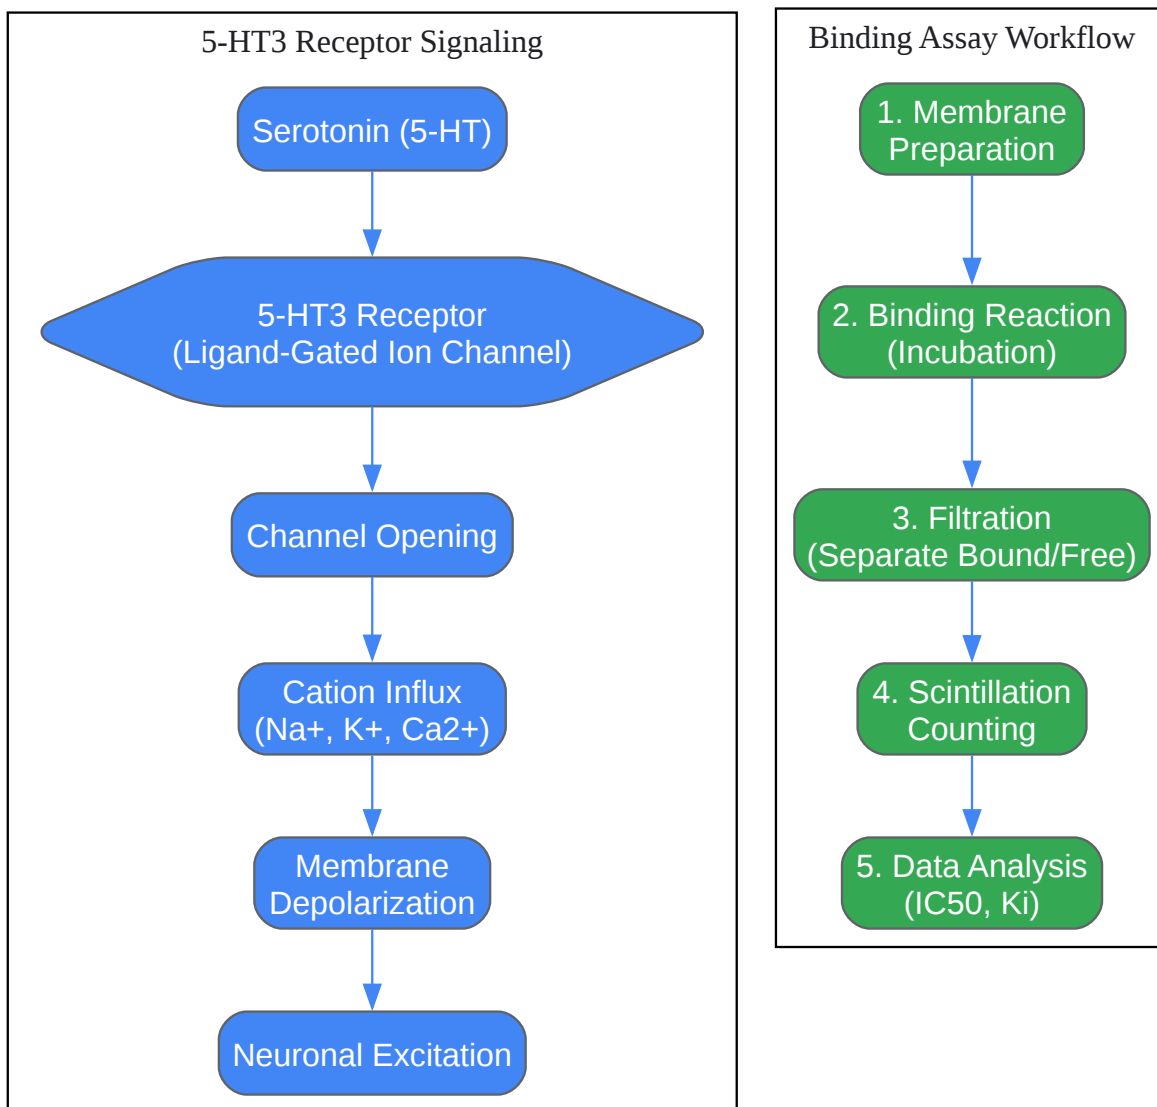 5-HT3 Receptor Signaling
Serotonin (5-HT)
5-HT3 Receptor
(Ligand-Gated Ion Channel)
Channel Opening
Cation Influx
(Na+, K+, Ca2+)
Membrane
Depolarization
Neuronal Excitation
Binding Assay Workflow
1. Membrane
Preparation
2. Binding Reaction
(Incubation)
3. Filtration
(Separate Bound/Free)
4. Scintillation
Counting
5. Data Analysis
(IC50, Ki)